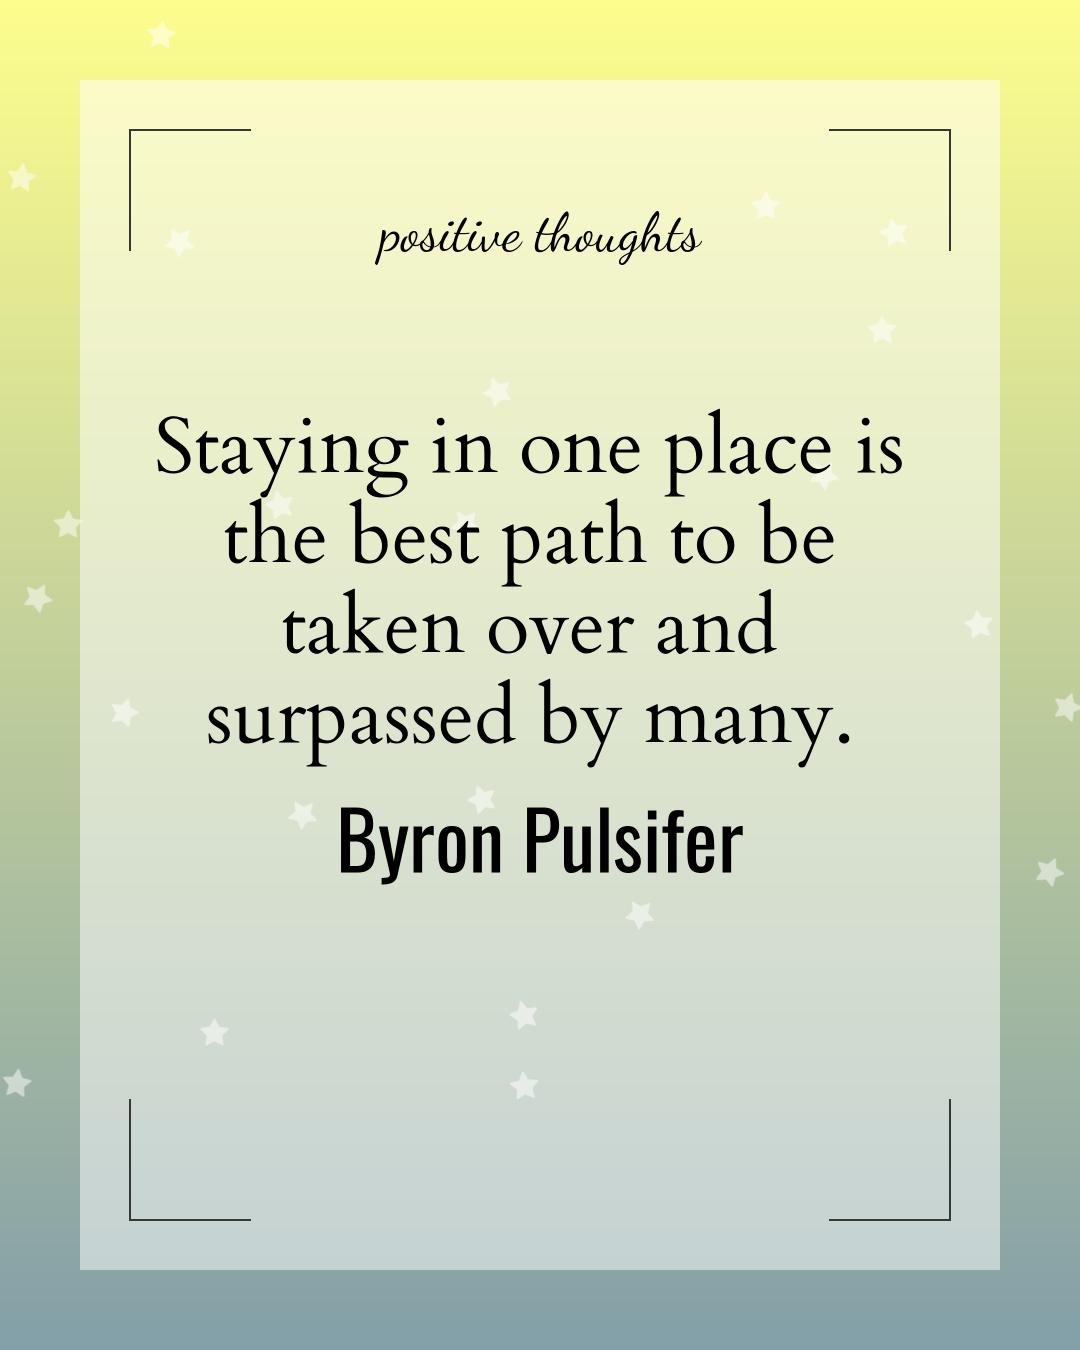 positive thoughts
Staying in one place is
the best path to be
taken over and
surpassed by many.
Byron Pulsifer